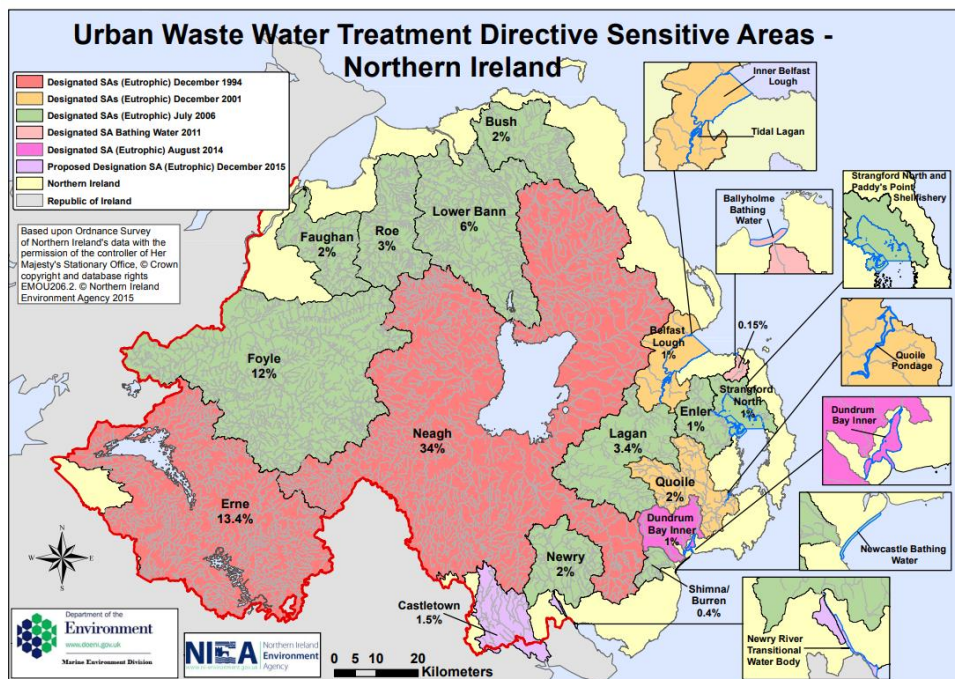 Urban Waste Water Treatment Directive Sensitive Areas -
Northern Ireland
Designated SAs (Eutrophic) December 1994
Designated SAs (Eutrophic) December 2001
Designated SAs (Eutrophic) July 2006
Designated SA Bathing Water 2011
Designated SA (Eutrophic) August 2014
Proposed Designation SA (Eutrophic) December 2015
Northern Ireland
Republic of Ireland
Based upon Ordnance Survey
of Northern Ireland's data with the
permission of the controller of Her
Majesty's Stationary Office, © Crown
copyright and database rights
EMOU206.2. © Northern Ireland
Environment Agency 2015
Bush
2%
Lower Bann
6%
Roe
3%
Faughan
2%
Foyle
12%
Neagh
34%
Erne
13.4%
Belfast
Lough
1%
0.15%
Strangford
North
1%
Enler
1%
Lagan
3.4%
Quoile
2%
Dundrum
Bay Inner
1%
Newry
2%
Shimna/
Burren
0.4%
Castletown
1.5%
Inner Belfast
Lough
Tidal Lagan
Ballyholme
Bathing
Water
Strangford North and
Paddy's Point
Shellfishery
Quoile
Pondage
Dundrum
Bay Inner
Newcastle Bathing
Water
Newry River
Transitional
Water Body
N
W
E
S
Department of the
Environment
www.doeni.gov.uk
Marine Environment Division
NIEA
Northern Ireland
Environment
Agency
0 5 10 20
Kilometers